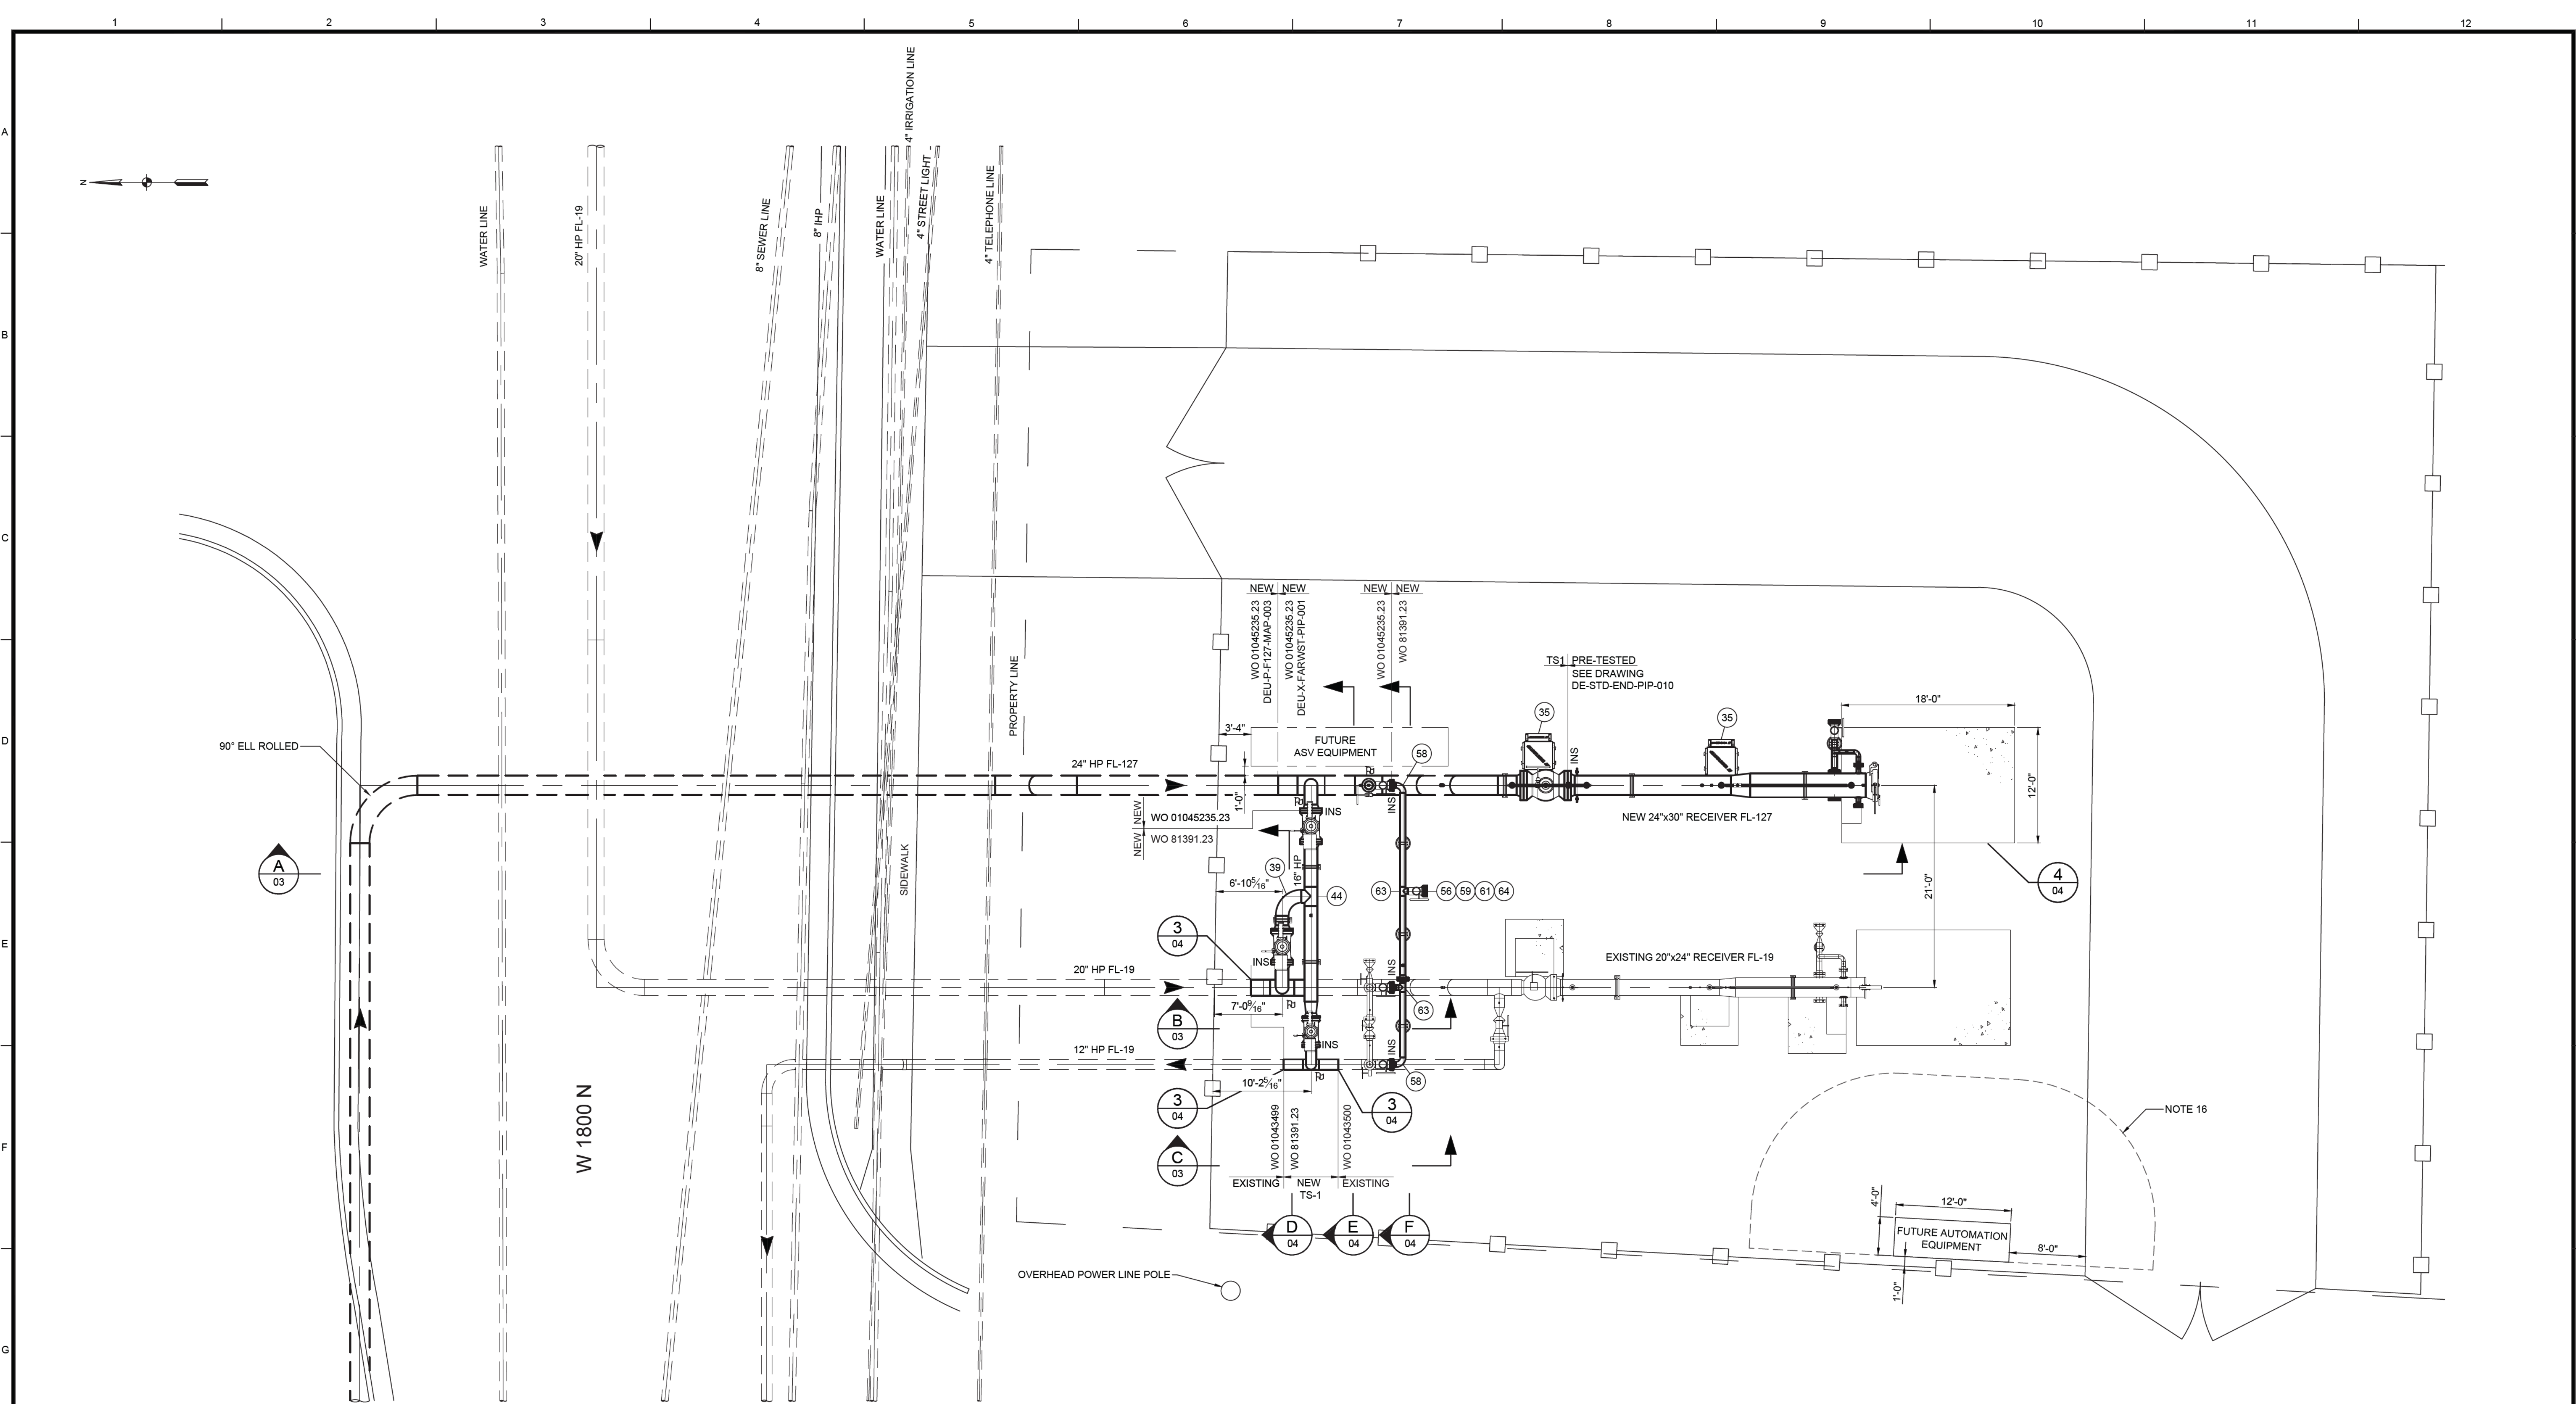 1 2 3 4 5 6 7 8 9 10 11 12
A
B
C
D
E
F
G
N
WATER LINE
20" HP FL-19
8" SEWER LINE
8" IHP
WATER LINE
4" IRRIGATION LINE
4" STREET LIGHT
4" TELEPHONE LINE
PROPERTY LINE
SIDEWALK
W 1800 N
90° ELL ROLLED
A
03
24" HP FL-127
NEW NEW
WO 01045235.23
DEU-P-F127-MAP-003
WO 01045235.23
DEU-X-FARWST-PIP-001
NEW NEW
WO 01045235.23
WO 81391.23
TS1 PRE-TESTED
SEE DRAWING
DE-STD-END-PIP-010
3'-4"
FUTURE
ASV EQUIPMENT
1'-0"
58
35
35
INS
INS
INS
18'-0"
12'-0"
NEW 24"x30" RECEIVER FL-127
NEW NEW
WO 01045235.23
WO 81391.23
16" HP
39
6'-10 5/16"
44
63
56 59 61 64
4
04
21'-0"
3
04
INS
INS
20" HP FL-19
EXISTING 20"x24" RECEIVER FL-19
7'-0 9/16"
63
B
03
INS
INS
12" HP FL-19
58
10'-2 5/16"
3
04
3
04
WO 01043499
WO 81391.23
WO 01043500
C
03
EXISTING NEW EXISTING
TS-1
D
04
E
04
F
04
NOTE 16
4'-0"
12'-0"
FUTURE AUTOMATION
EQUIPMENT
8'-0"
1'-0"
OVERHEAD POWER LINE POLE